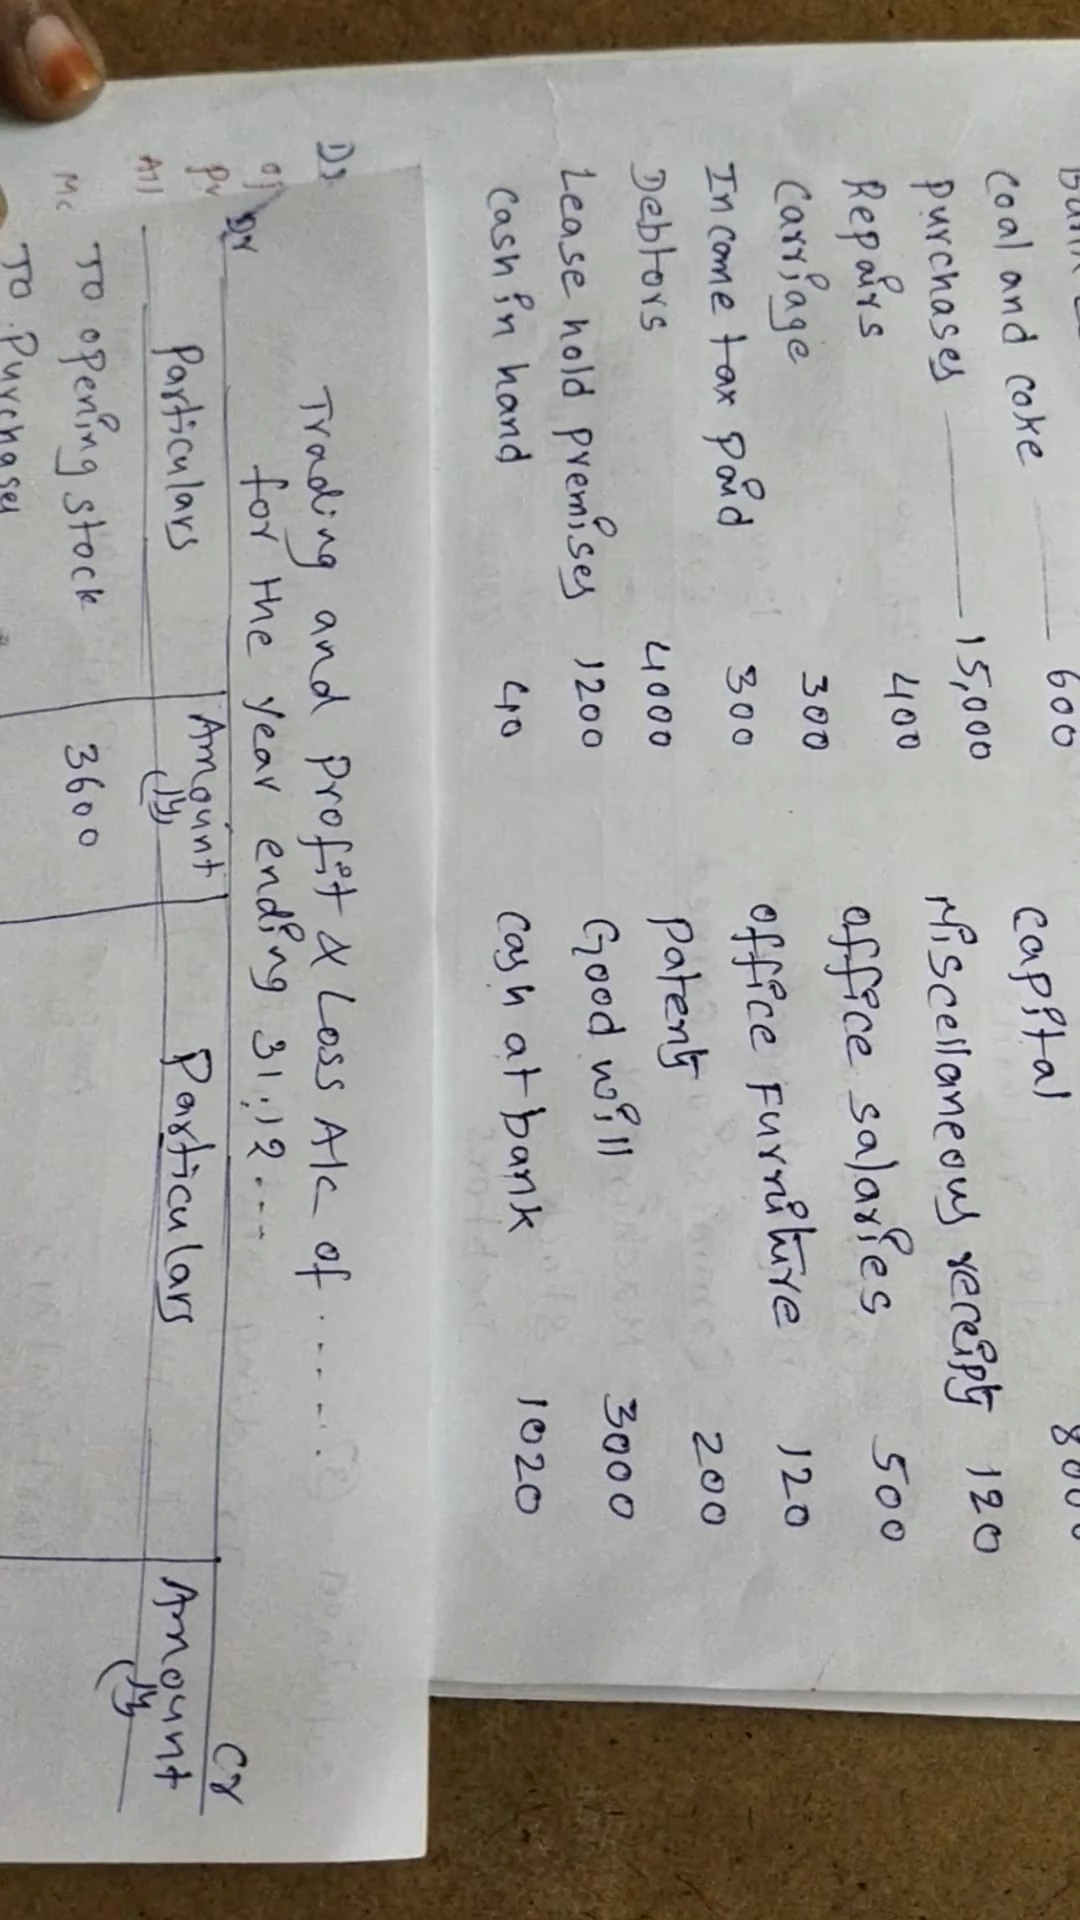 coal and coke 600 capital
purchases 15,000 Miscellaneous receipts 120
Repairs 400 office salaries 500
Carriage 300 office Furniture 120
Income tax paid 300 patents 200
Debtors 4000 Good will 3000
Lease hold premises 1200 cash at bank 1020
cash in hand 40
Trading and profit & Loss A/c of .......
for the year ending 31.12....
Dr Cr
Particulars Amount Particulars Amount
To opening stock 3600
To Purchases